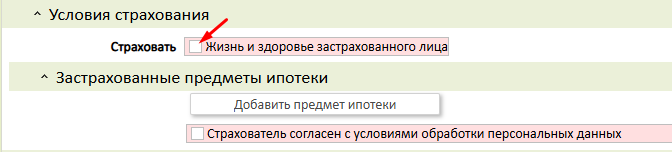 Условия страхования
Страховать Жизнь и здоровье застрахованного лица
Застрахованные предметы ипотеки
Добавить предмет ипотеки
Страхователь согласен с условиями обработки персональных данных